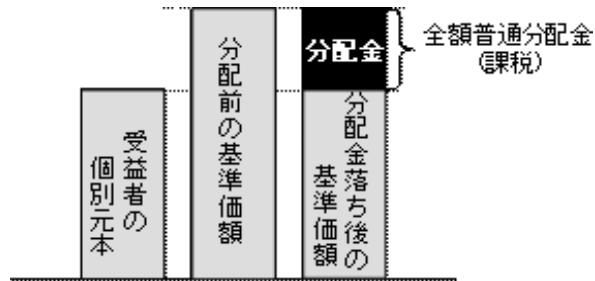 受益者の
個別元本
分配前の基準価額
分配金
分配金落ち後の
基準価額
全額普通分配金
(課税)